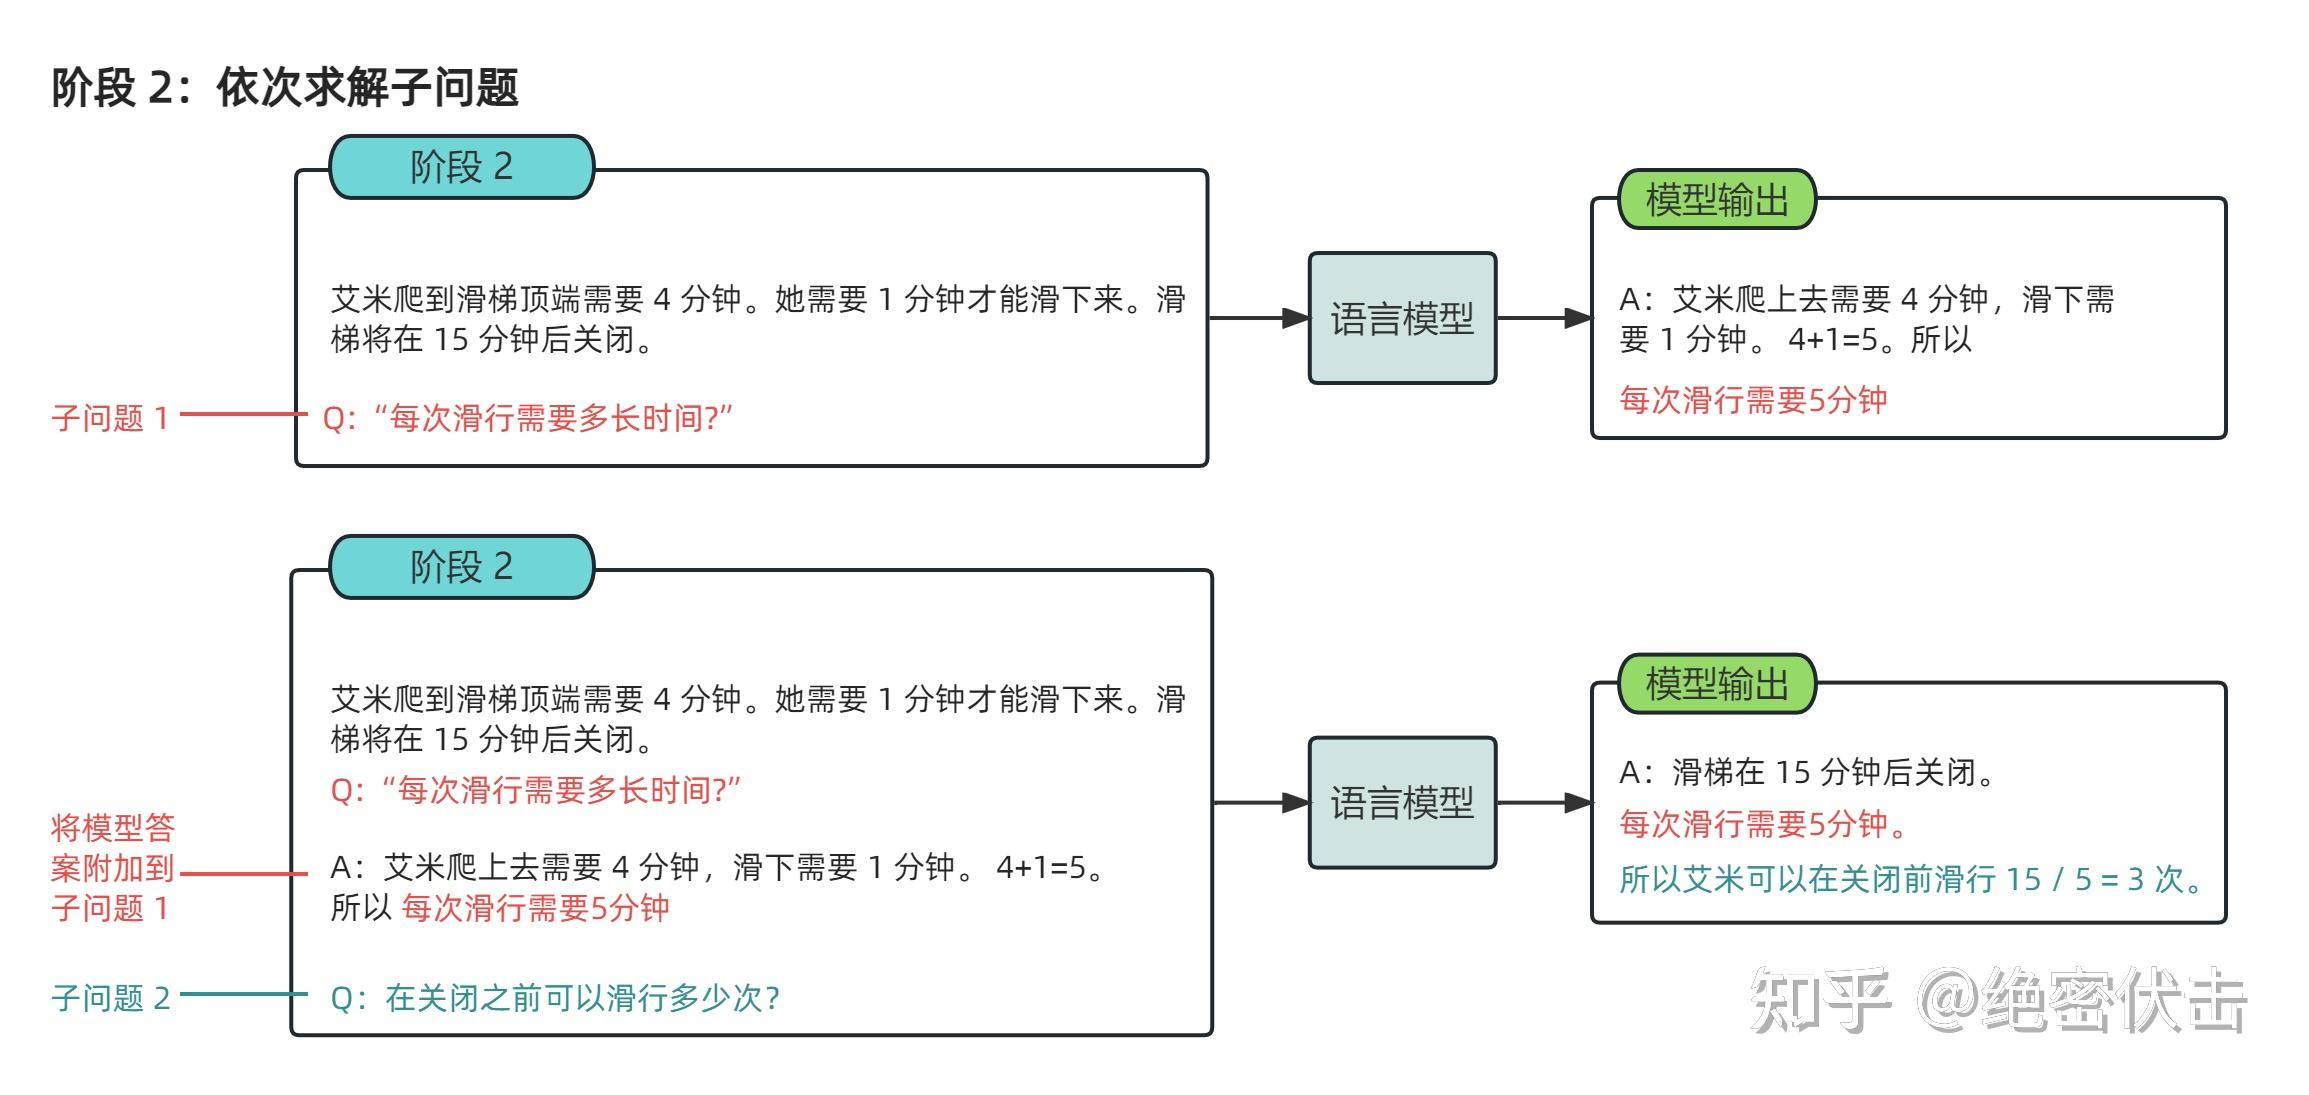 阶段 2：依次求解子问题
阶段 2
模型输出
艾米爬到滑梯顶端需要 4 分钟。她需要 1 分钟才能滑下来。滑
梯将在 15 分钟后关闭。
子问题 1
Q：“每次滑行需要多长时间?”
语言模型
A：艾米爬上去需要 4 分钟，滑下需
要 1 分钟。 4+1=5。所以
每次滑行需要5分钟
阶段 2
艾米爬到滑梯顶端需要 4 分钟。她需要 1 分钟才能滑下来。滑
梯将在 15 分钟后关闭。
Q：“每次滑行需要多长时间?”
将模型答
案附加到
子问题 1
A：艾米爬上去需要 4 分钟，滑下需要 1 分钟。 4+1=5。
所以 每次滑行需要5分钟
子问题 2
Q：在关闭之前可以滑行多少次?
语言模型
模型输出
A：滑梯在 15 分钟后关闭。
每次滑行需要5分钟。
所以艾米可以在关闭前滑行 15 / 5 = 3 次。
知乎 @绝密伏击